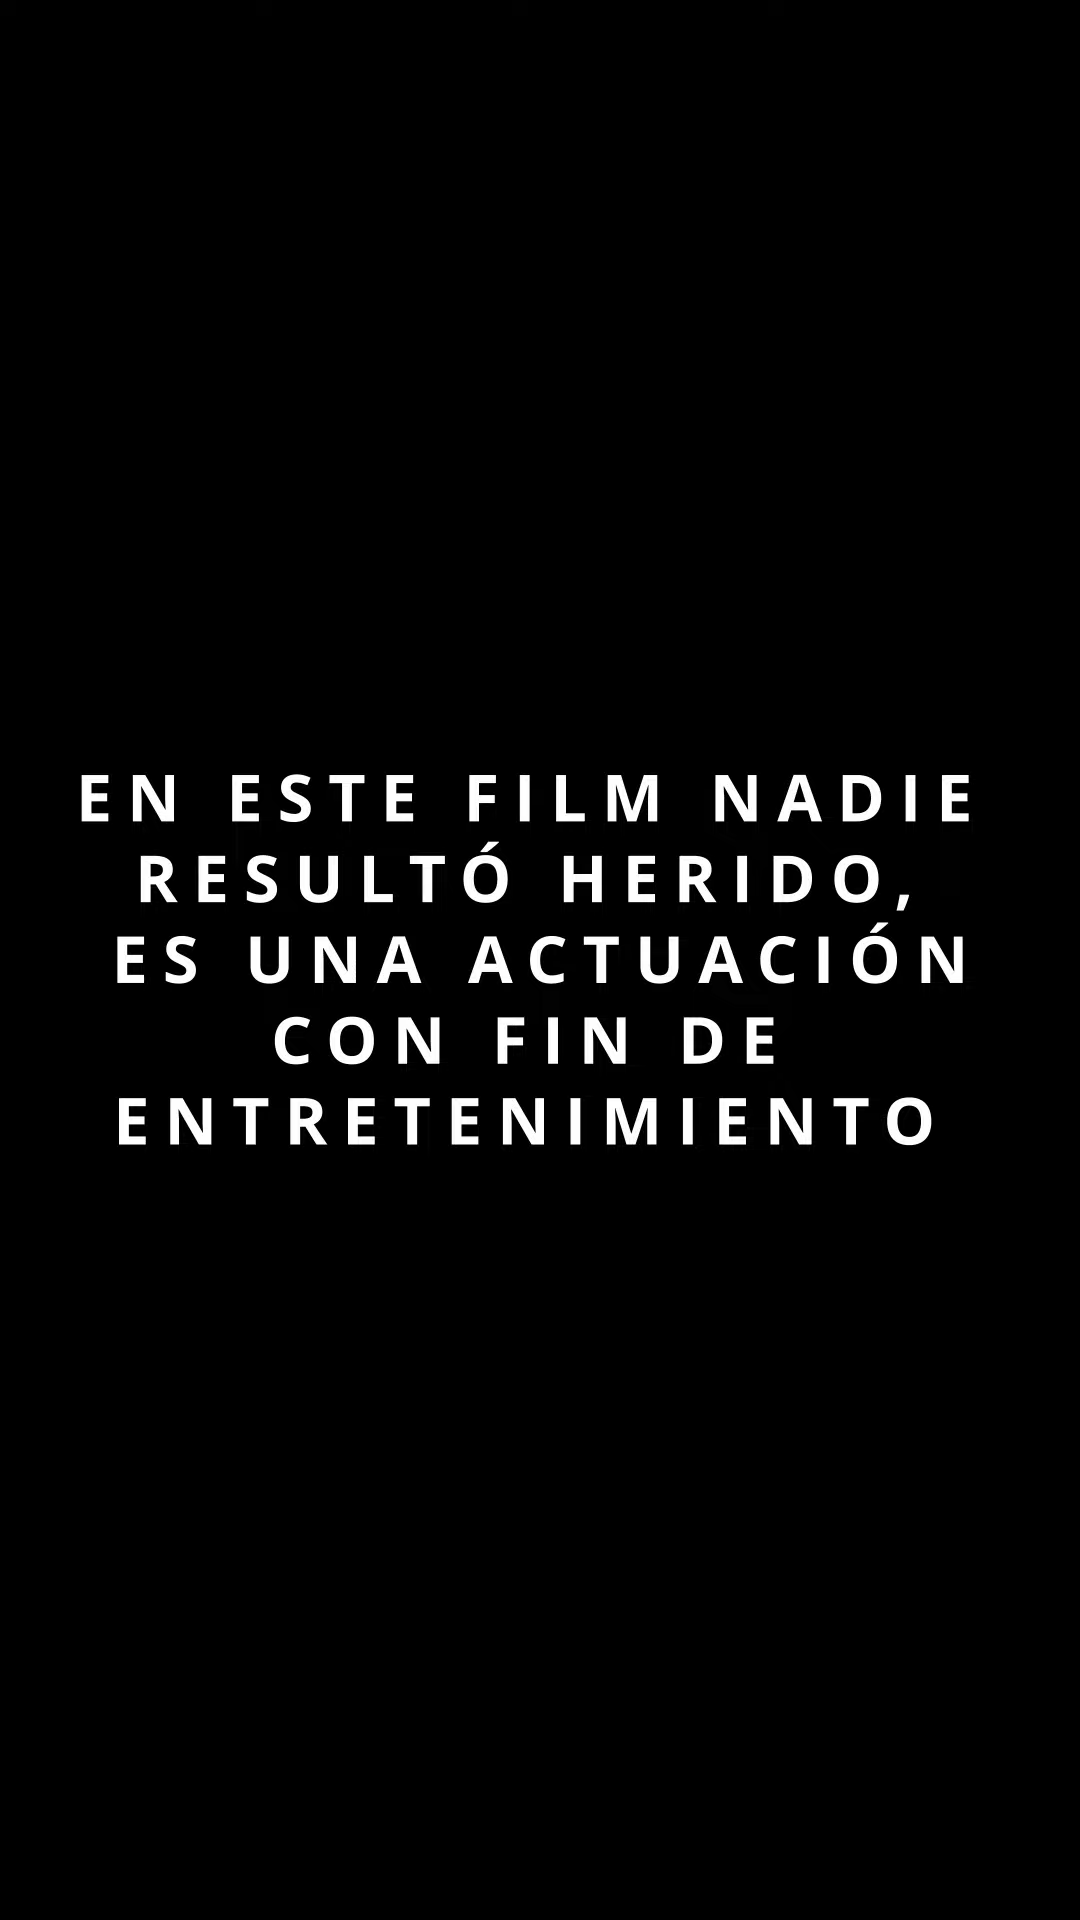 EN ESTE FILM NADIE
RESULTÓ HERIDO,
ES UNA ACTUACIÓN
CON FIN DE
ENTRETENIMIENTO